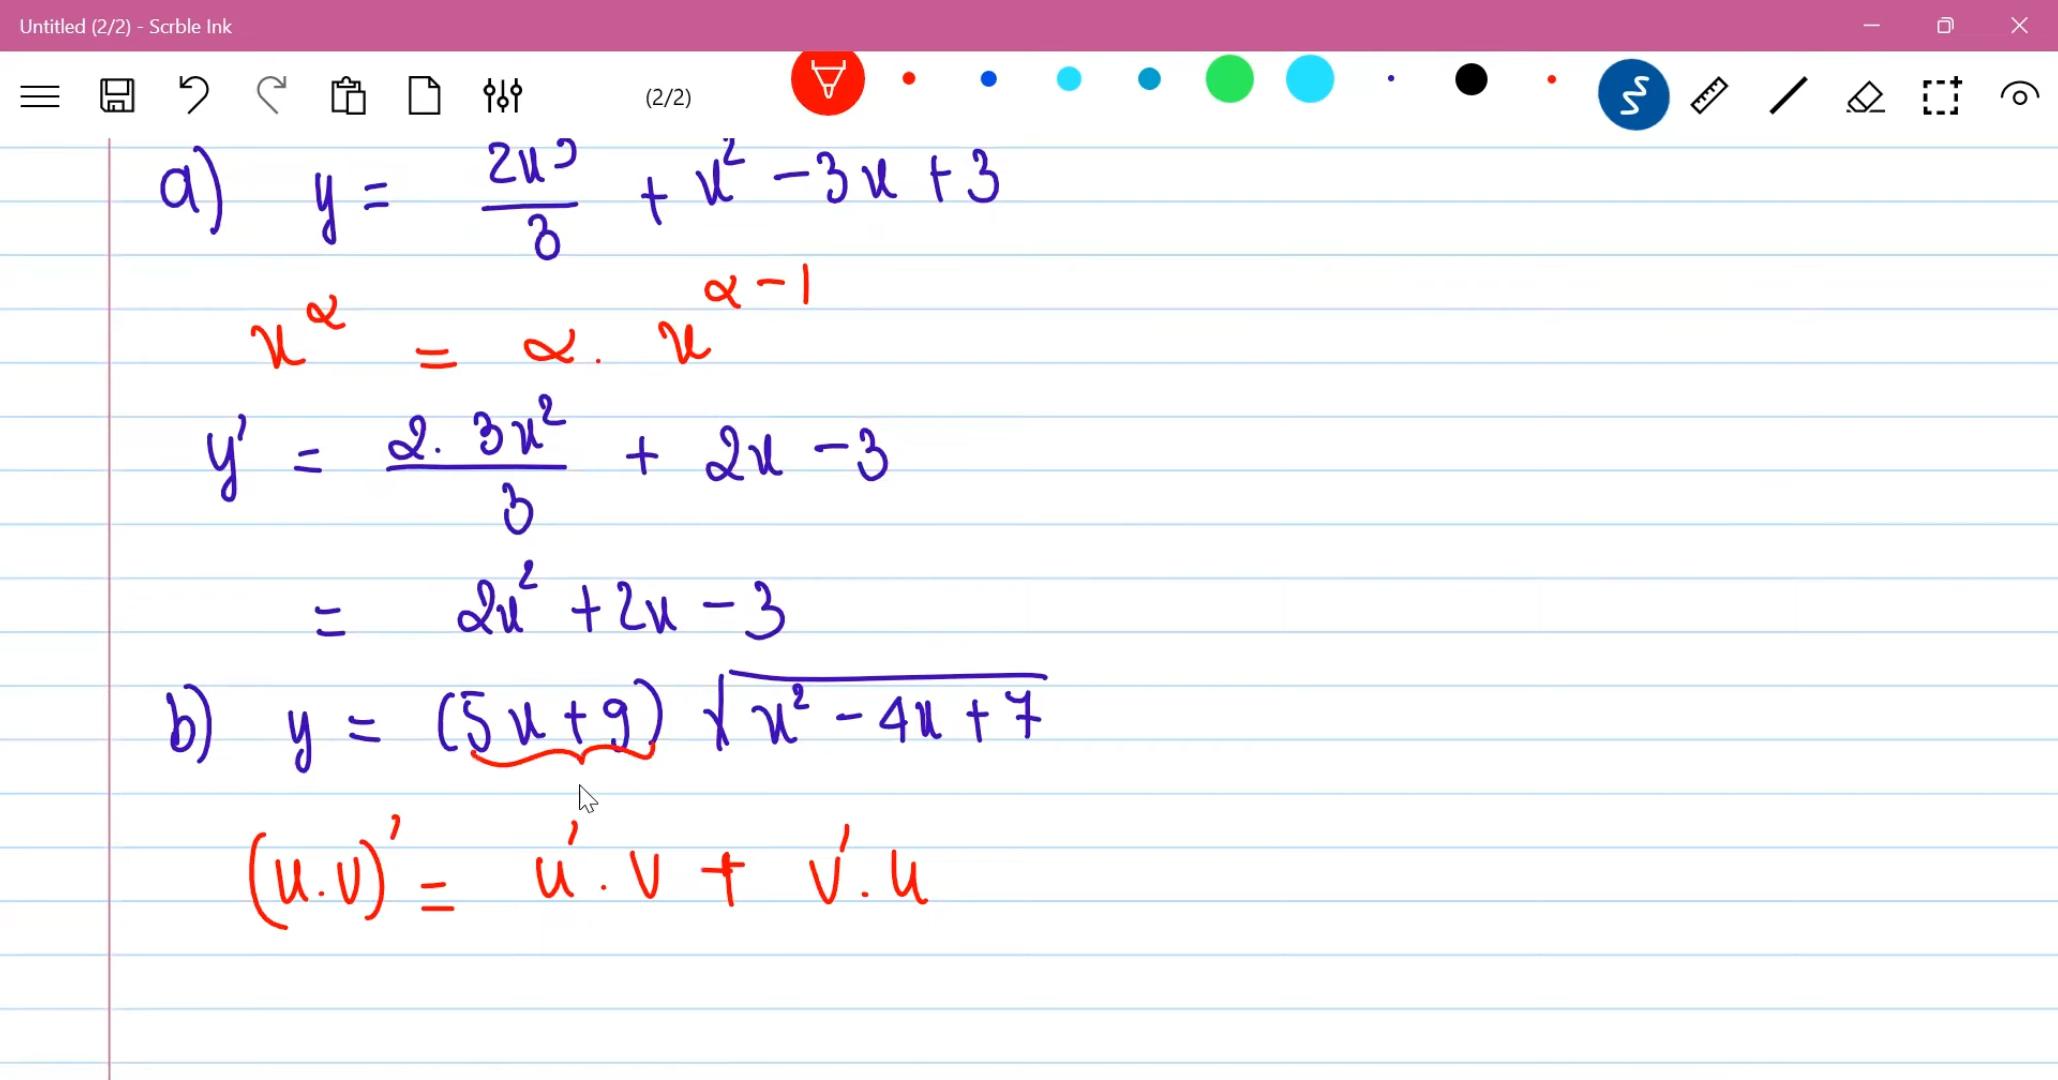 Untitled (2/2) - Scrble Ink
(2/2)
a) y = 2x³/3 + x² - 3x + 3
x^α = α . x^(α-1)
y' = 2. 3x²/3 + 2x - 3
= 2x² + 2x - 3
b) y = (5x + 9) √(x² - 4x + 7)
(u.v)' = u' . v + v' . u